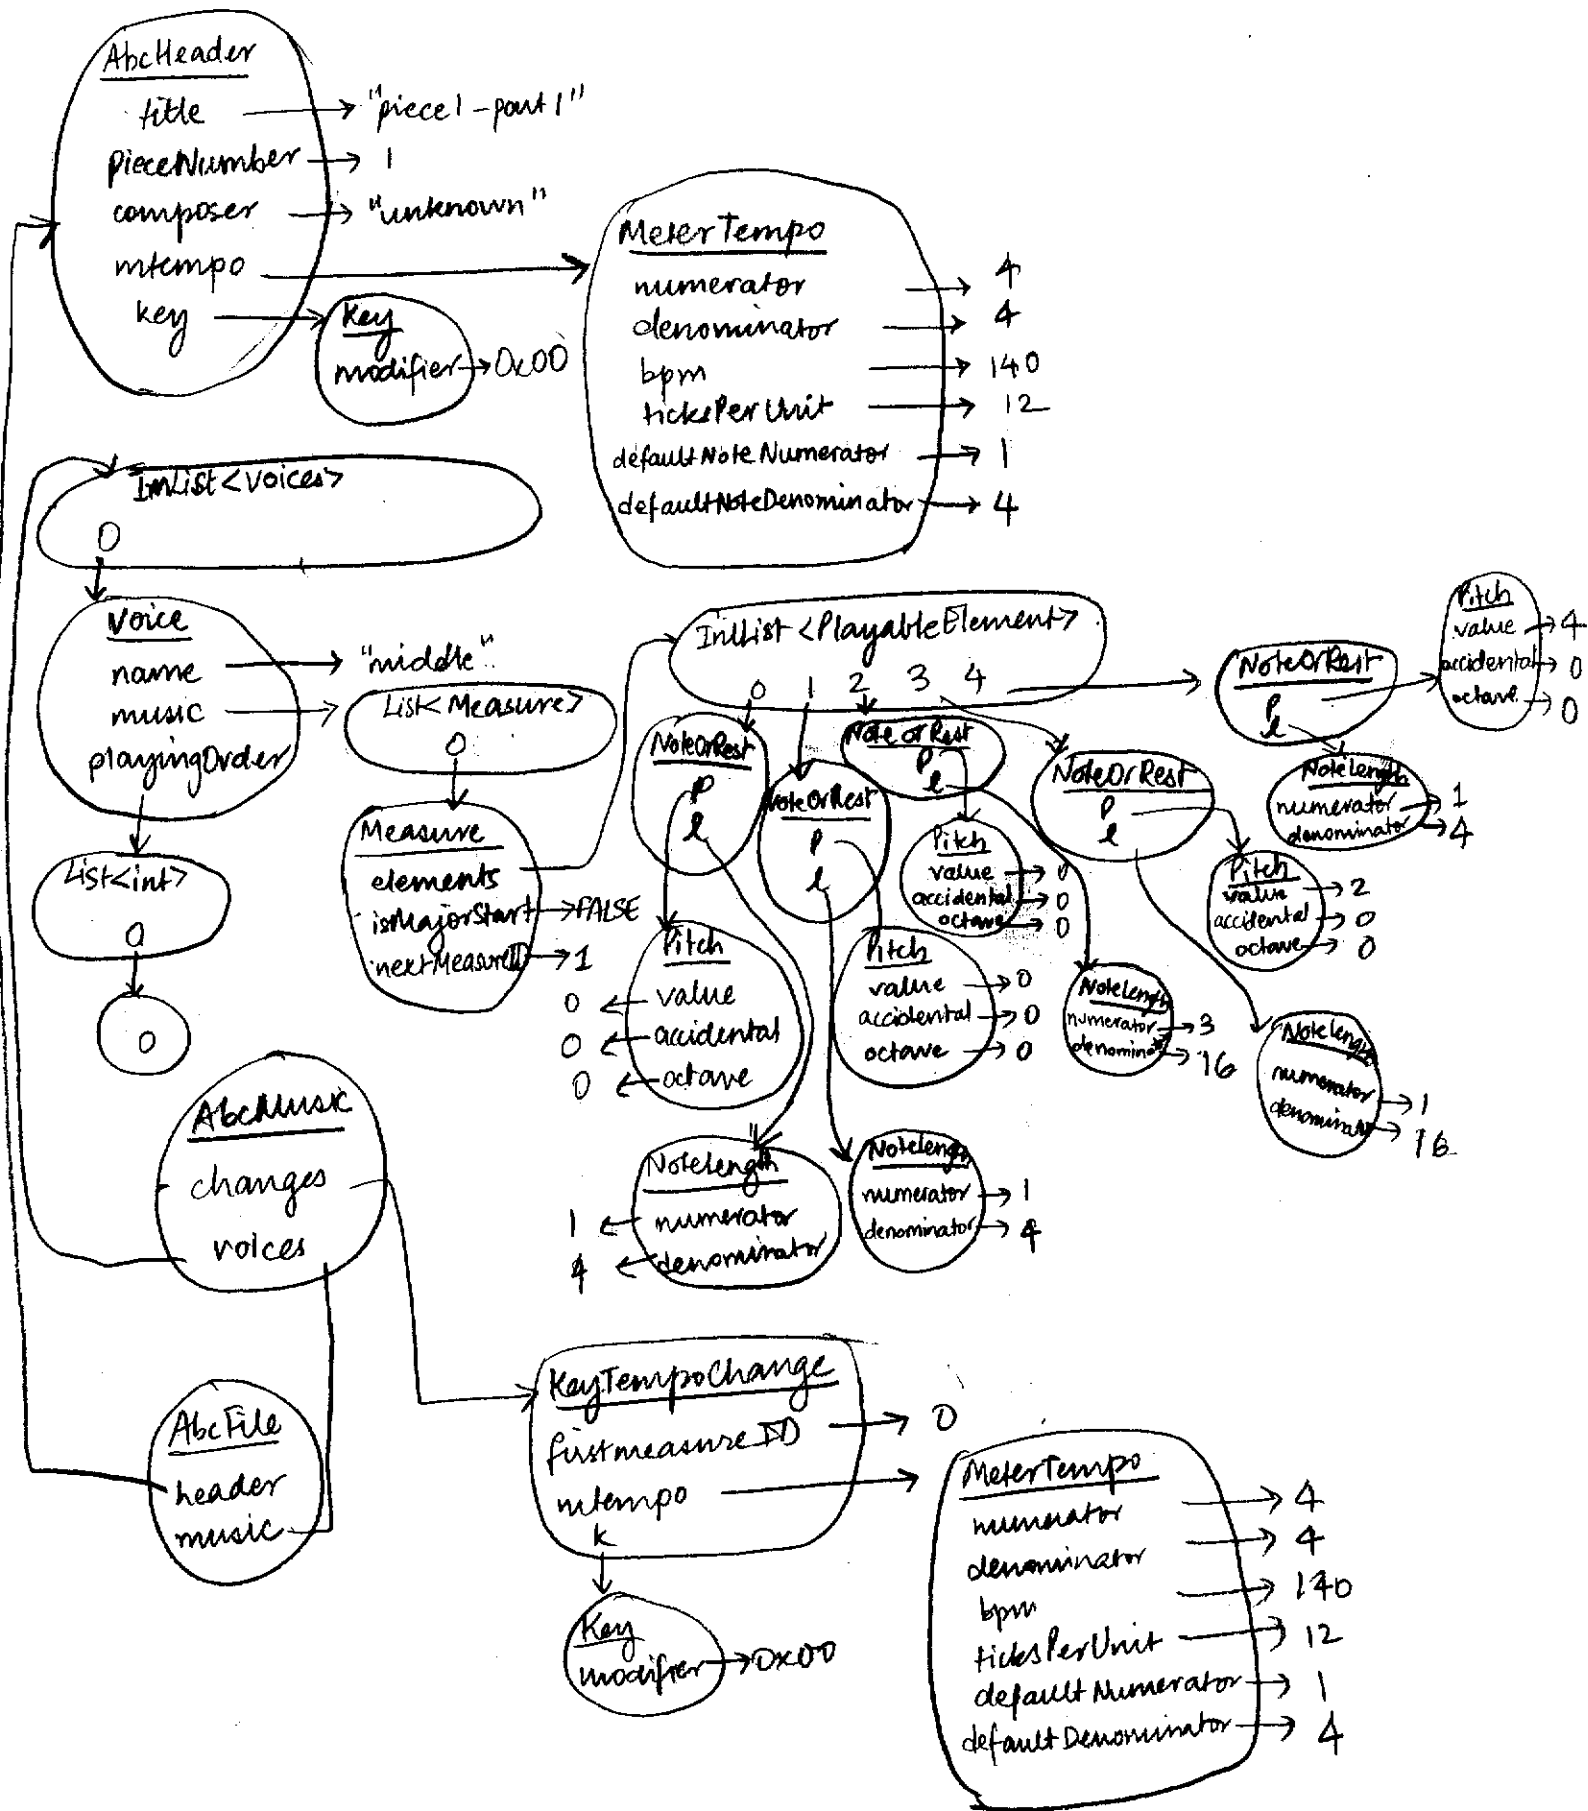 AbcHeader
title → "piece1-part1"
pieceNumber → 1
composer → "unknown"
mtempo
key
Key
modifier → 0x00
MeterTempo
numerator → 4
denominator → 4
bpm → 140
ticksPerUnit → 12
defaultNoteNumerator → 1
defaultNoteDenominator → 4
ImList<voices>
0
Voice
name → "middle"
music
playingOrder
List<int>
0
0
List<Measure>
0
Measure
elements
isMajorStart → FALSE
nextMeasureID → 1
ImList<PlayableElement>
0 1 2 3 4
NoteOrRest
p
l
Pitch
0 ← value
0 ← accidental
0 ← octave
NoteLength
1 ← numerator
4 ← denominator
NoteOrRest
p
l
Pitch
value → 0
accidental → 0
octave → 0
NoteLength
numerator → 1
denominator → 4
NoteOrRest
p
l
Pitch
value → 0
accidental → 0
octave → 0
NoteLength
numerator → 3
denominator → 16
NoteOrRest
p
l
Pitch
value → 2
accidental → 0
octave → 0
NoteLength
numerator → 1
denominator → 16
NoteOrRest
p
l
Pitch
value → 4
accidental → 0
octave → 0
NoteLength
numerator → 1
denominator → 4
AbcMusic
changes
voices
AbcFile
header
music
KeyTempoChange
firstmeasureID → 0
mtempo
k
Key
modifier → 0x00
MeterTempo
numerator → 4
denominator → 4
bpm → 140
ticksPerUnit → 12
defaultNumerator → 1
defaultDenominator → 4